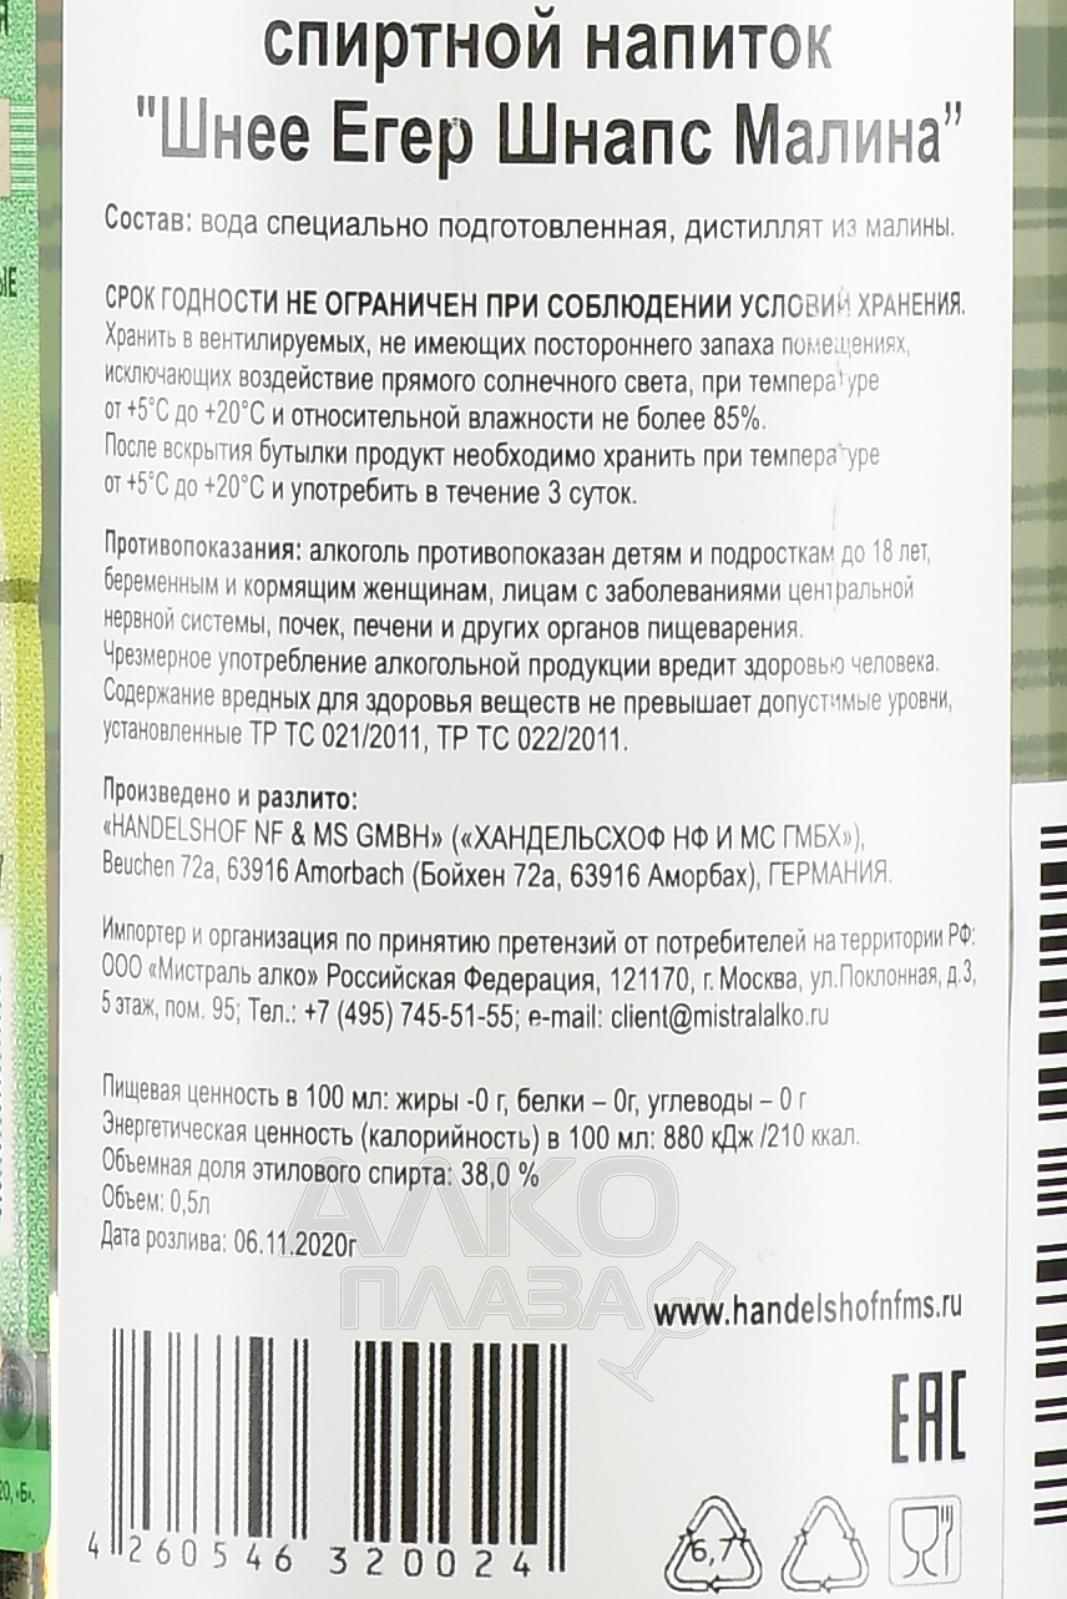 спиртной напиток
"Шнее Егер Шнапс Малина”
Состав: вода специально подготовленная, дистиллят из малины.
СРОК ГОДНОСТИ НЕ ОГРАНИЧЕН ПРИ СОБЛЮДЕНИИ УСЛОВИЙ ХРАНЕНИЯ.
Хранить в вентилируемых, не имеющих постороннего запаха помещениях,
исключающих воздействие прямого солнечного света, при температуре
от +5°С до +20°С и относительной влажности не более 85%.
После вскрытия бутылки продукт необходимо хранить при температуре
от +5°С до +20°С и употребить в течение 3 суток.
Противопоказания: алкоголь противопоказан детям и подросткам до 18 лет,
беременным и кормящим женщинам, лицам с заболеваниями центральной
нервной системы, почек, печени и других органов пищеварения.
Чрезмерное употребление алкогольной продукции вредит здоровью человека.
Содержание вредных для здоровья веществ не превышает допустимые уровни,
установленные ТР ТС 021/2011, ТР ТС 022/2011.
Произведено и разлито:
«HANDELSHOF NF & MS GMBH» («ХАНДЕЛЬСХОФ НФ И МС ГМБХ»),
Beuchen 72a, 63916 Amorbach (Бойхен 72а, 63916 Аморбах), ГЕРМАНИЯ.
Импортер и организация по принятию претензий от потребителей на территории РФ:
ООО «Мистраль алко» Российская Федерация, 121170, г. Москва, ул.Поклонная, д.3,
5 этаж, пом. 95; Тел.: +7 (495) 745-51-55; e-mail: client@mistralalko.ru
Пищевая ценность в 100 мл: жиры -0 г, белки – 0г, углеводы – 0 г
Энергетическая ценность (калорийность) в 100 мл: 880 кДж /210 ккал.
Объемная доля этилового спирта: 38,0 %
Объем: 0,5л
Дата розлива: 06.11.2020г
АЛКО
ПЛАЗА
www.handelshofnfms.ru
EAC
4 260546 320024
6,7